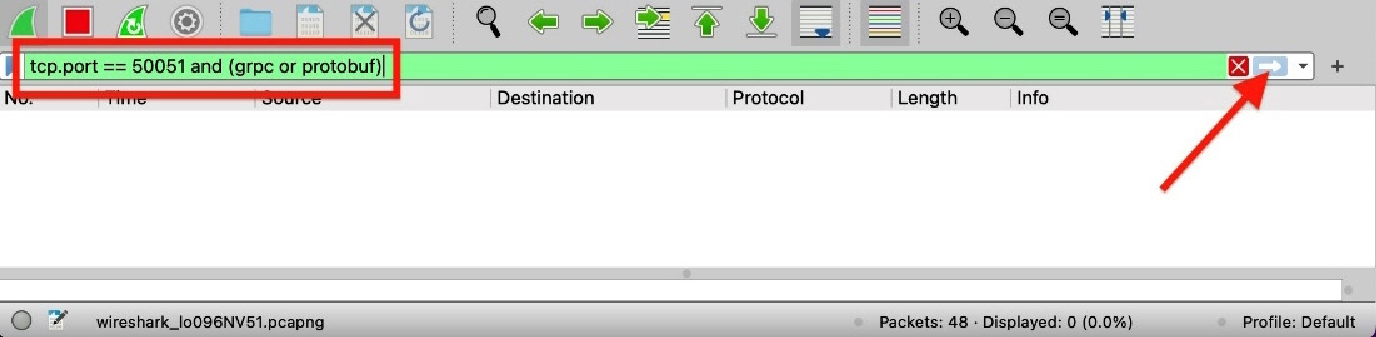 tcp.port == 50051 and (grpc or protobuf)
No. Time Source Destination Protocol Length Info
wireshark_lo096NV51.pcapng Packets: 48 · Displayed: 0 (0.0%) Profile: Default